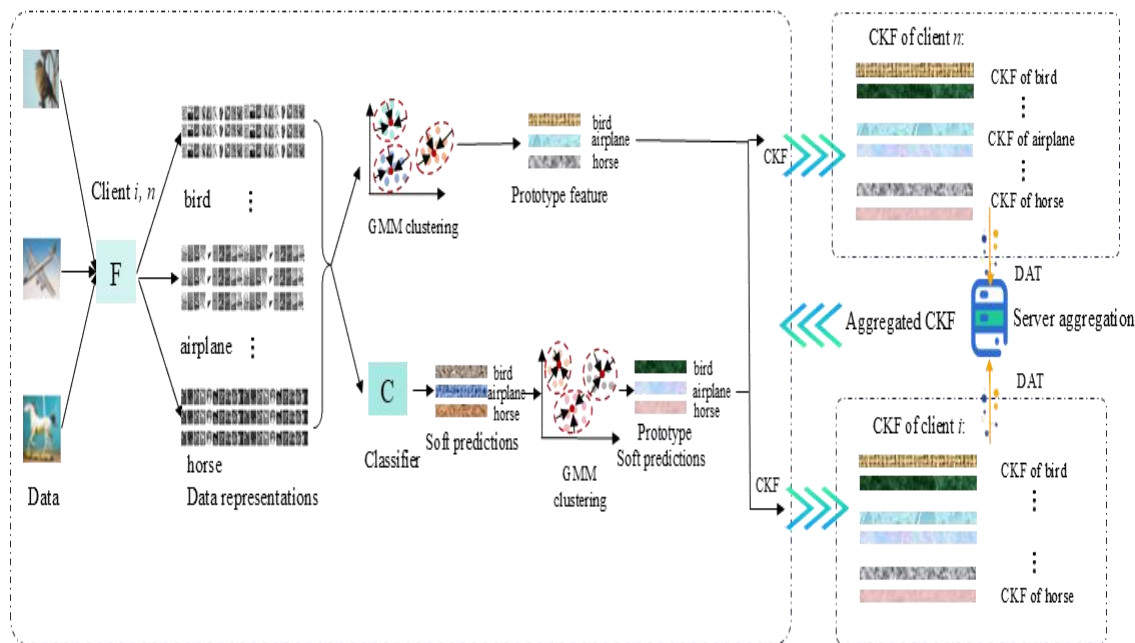 Data
Client i, n
F
bird
⋮
airplane
⋮
horse
Data representations
GMM clustering
bird
airplane
horse
Prototype feature
C
Classifier
bird
airplane
horse
Soft predictions
GMM
clustering
bird
airplane
horse
Prototype
Soft predictions
CKF
CKF
CKF of client n:
CKF of bird
⋮
CKF of airplane
⋮
CKF of horse
DAT
Aggregated CKF
Server aggregation
DAT
CKF of client i:
CKF of bird
⋮
⋮
CKF of horse